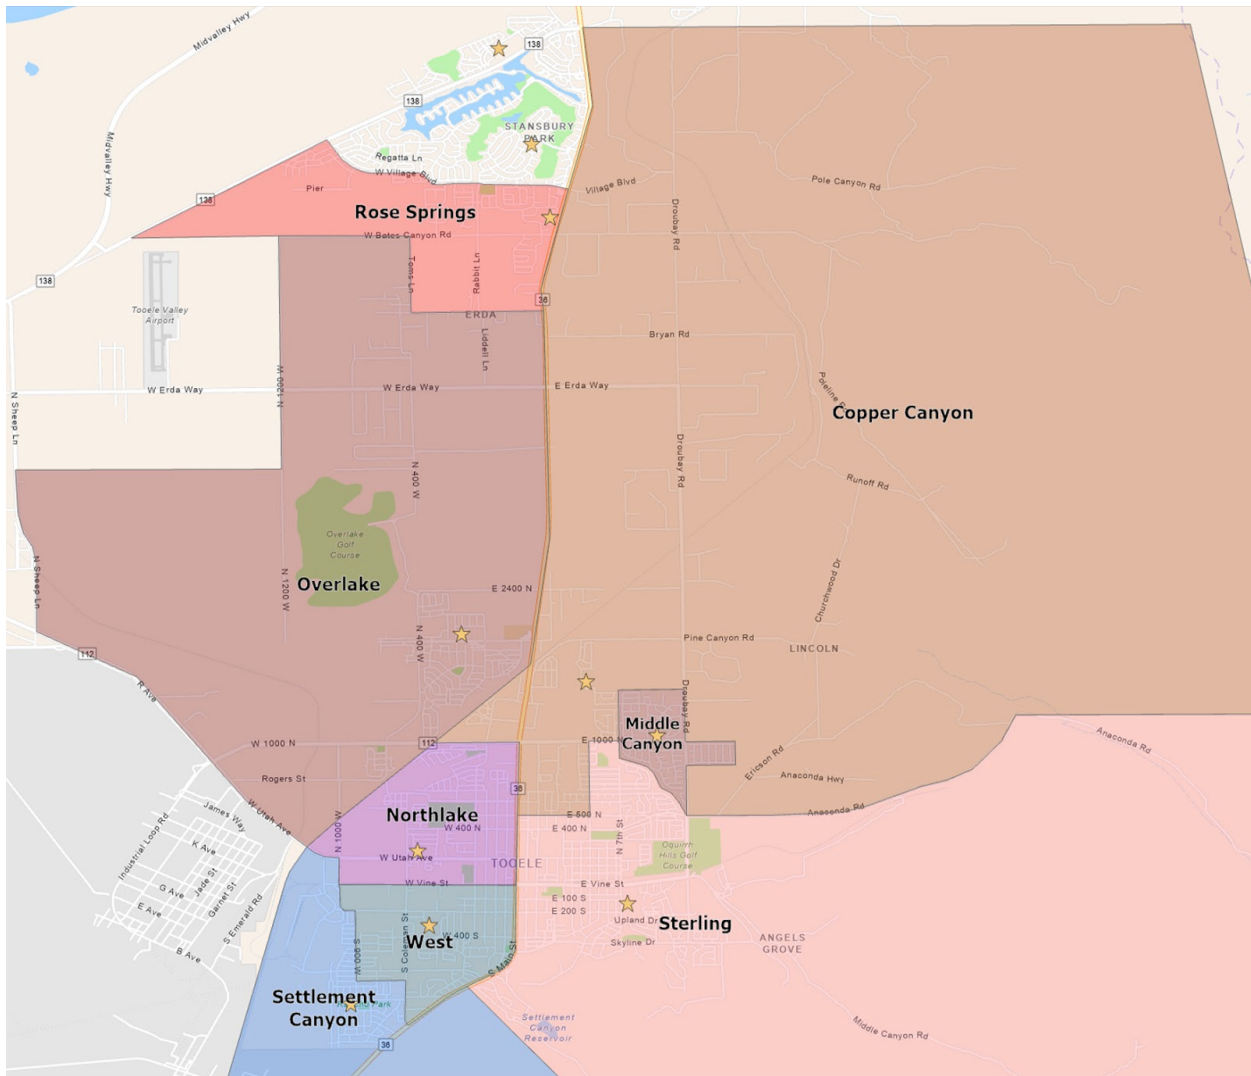 Midvalley Hwy
138
138
STANSBURY
PARK
Midvalley Hwy
Regatta Ln
W Village Blvd
Pier
138
Village Blvd
Pole Canyon Rd
Rose Springs
Droubay Rd
W Bates Canyon Rd
Toms Ln
Rabbit Ln
138
36
Tooele Valley
Airport
ERDA
Liddell Ln
Bryan Rd
N 1200 W
W Erda Way
W Erda Way
E Erda Way
N Sheep Ln
Poleline
Copper Canyon
Droubay Rd
N 400 W
Runoff Rd
Overlake
Golf
Course
N Sheep Ln
N 1200 W
Overlake
E 2400 N
Churchwood Dr
N 400 W
Pine Canyon Rd
LINCOLN
112
R Ave
Droubay Rd
Middle
Canyon
W 1000 N
112
E 1000 N
Anaconda Rd
Ericson Rd
Rogers St
Anaconda Hwy
36
W Utah Ave
James Way
Northlake
Anaconda Rd
E 500 N
Industrial Loop Rd
N 1000 W
W 400 N
E 400 N
N 7th St
K Ave
Oquirrh
Hills Golf
Course
W Utah Ave
TOOELE
Jade St
G Ave
Garnet St
W Vine St
E Vine St
E Ave
S Emerald Rd
E 100 S
E 200 S
Upland Dr
Sterling
S Coleman St
W 400 S
West
Skyline Dr
ANGELS
GROVE
B Ave
S 900 W
S Main St
Settlement
Canyon
Park
Settlement
Canyon
Reservoir
Middle Canyon Rd
36